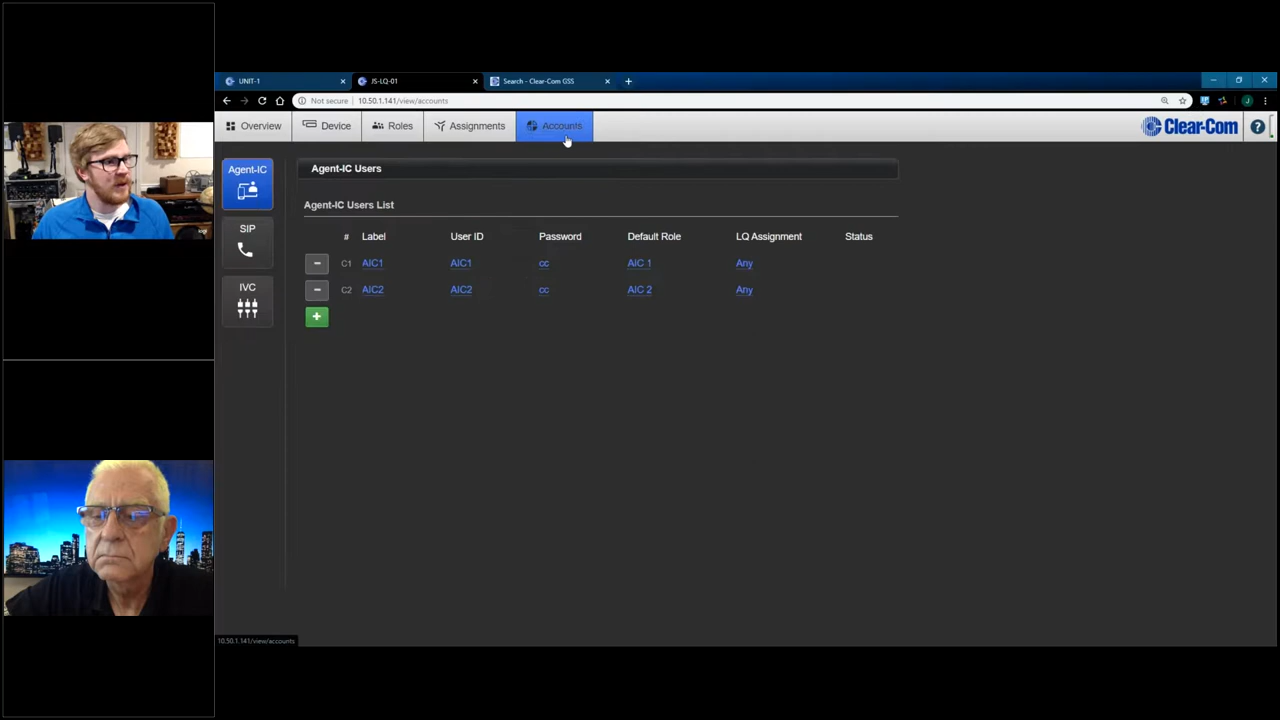 UNIT-1
JS-LQ-01
Search - Clear-Com GSS
Not secure | 10.50.1.141/view/accounts
J
Overview
Device
Roles
Assignments
Accounts
Clear-Com
?
Agent-IC
SIP
IVC
Agent-IC Users
Agent-IC Users List
# Label User ID Password Default Role LQ Assignment Status
C1 AIC1 AIC1 cc AIC 1 Any
C2 AIC2 AIC2 cc AIC 2 Any
10.50.1.141/view/accounts